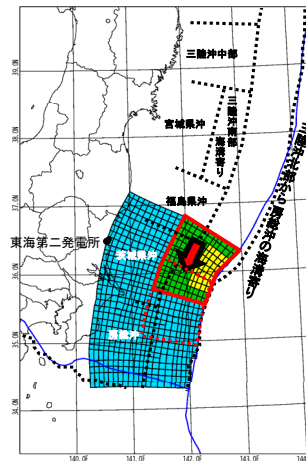 三陸沖中部
宮城県沖
三陸沖南部
海溝寄り
福島県沖
三陸沖北部から房総沖の海溝寄り
東海第二発電所
茨城県沖
房総沖
39.0N
38.0N
37.0N
36.0N
35.0N
34.0N
140.0E
141.0E
142.0E
143.0E
144